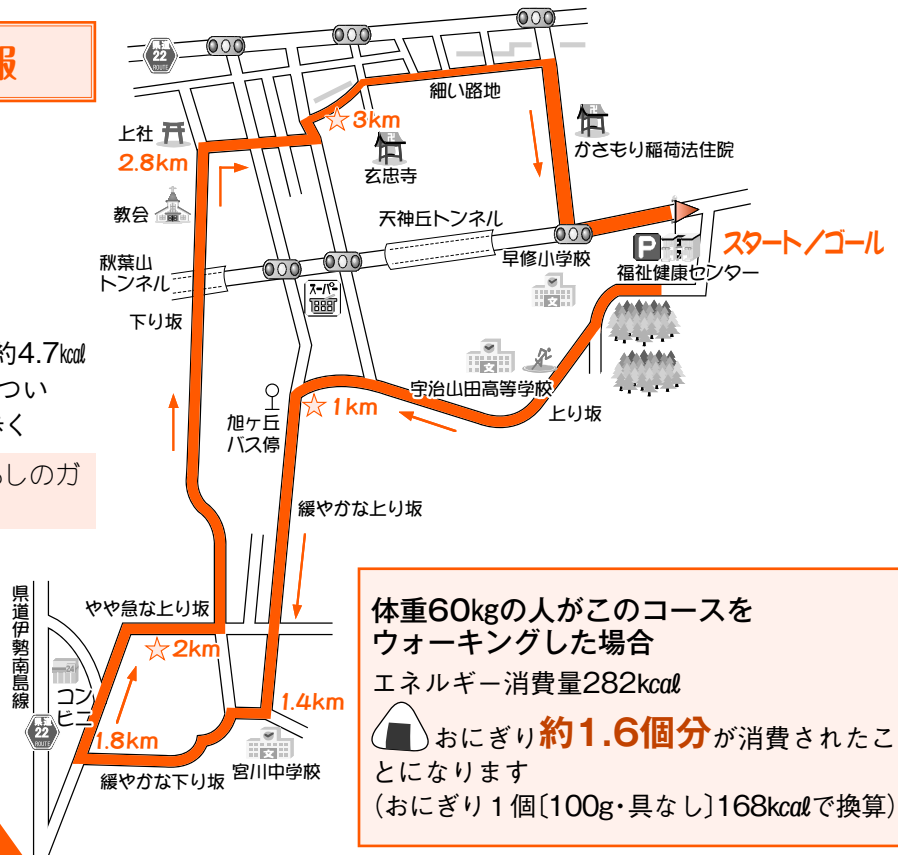 報
県道
22
ROUTE
細い路地
☆3km
上社
2.8km
玄忠寺
かさもり稲荷法住院
教会
天神丘トンネル
スタート/ゴール
秋葉山
トンネル
早修小学校
P
福祉健康センター
スーパー
下り坂
文
約4.7kcal
つい
く
宇治山田高等学校
文
上り坂
☆1km
旭ヶ丘
バス停
しのガ
緩やかな上り坂
県道伊勢南島線
やや急な上り坂
☆2km
24
コン
ビニ
県道
22
ROUTE
1.4km
1.8km
文
宮川中学校
緩やかな下り坂
体重60kgの人がこのコースを
ウォーキングした場合
エネルギー消費量282kcal
おにぎり約1.6個分が消費されたこ
とになります
(おにぎり1個〔100g・具なし〕168kcalで換算)